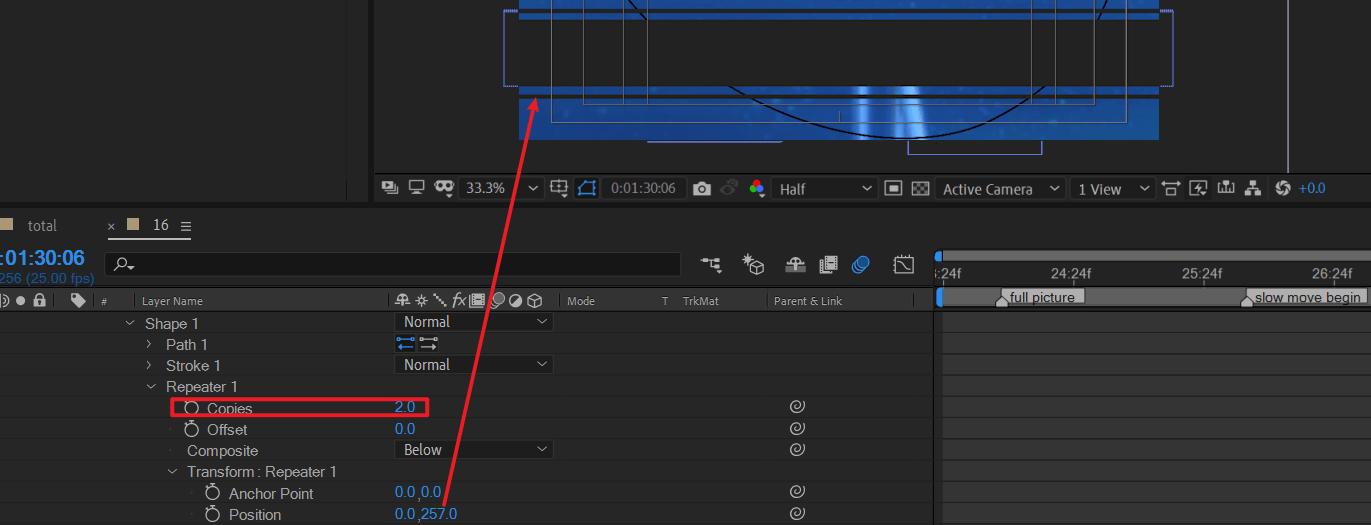 33.3%
0:01:30:06
Half
Active Camera
1 View
+0.0
total
× 16
:01:30:06
256 (25.00 fps)
:24f 24:24f 25:24f 26:24f
# Layer Name fx Mode T TrkMat Parent & Link
full picture slow move begin
Shape 1 Normal
Path 1
Stroke 1 Normal
Repeater 1
Copies 2.0
Offset 0.0
Composite Below
Transform : Repeater 1
Anchor Point 0.0,0.0
Position 0.0,257.0